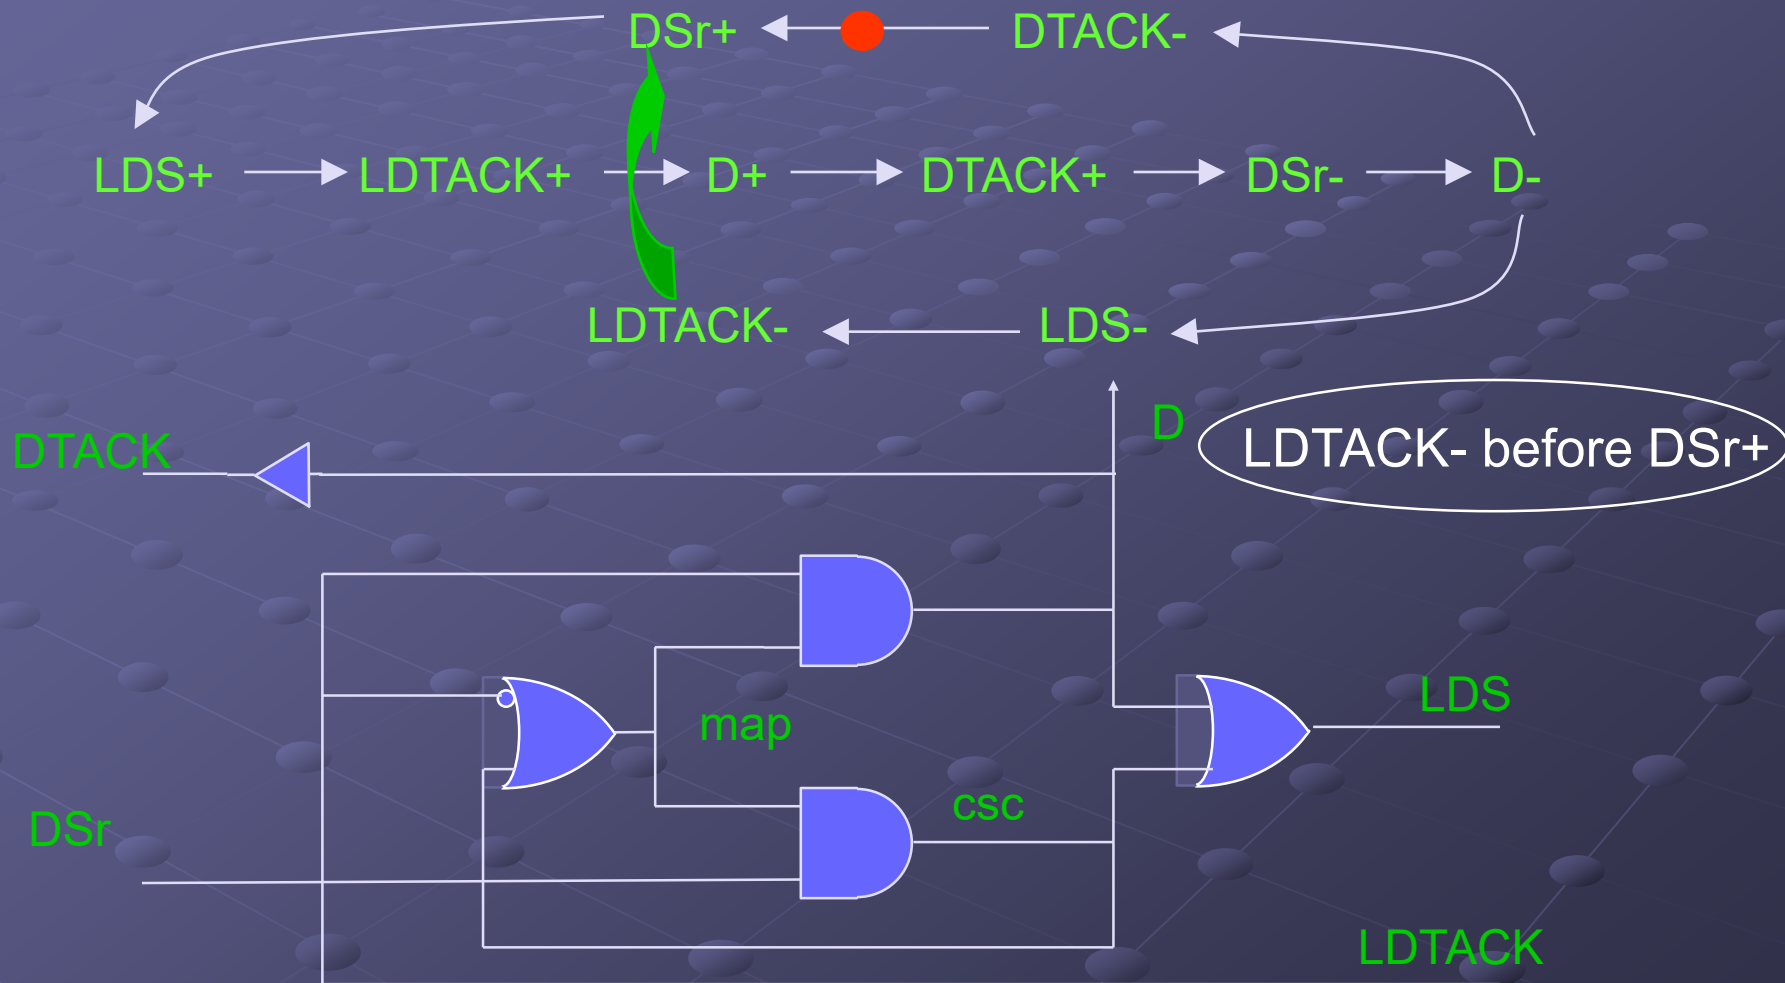 DSr+ DTACK-
LDS+ LDTACK+ D+ DTACK+ DSr- D-
LDTACK- LDS-
D
LDTACK- before DSr+
DTACK
LDS
map
csc
DSr
LDTACK